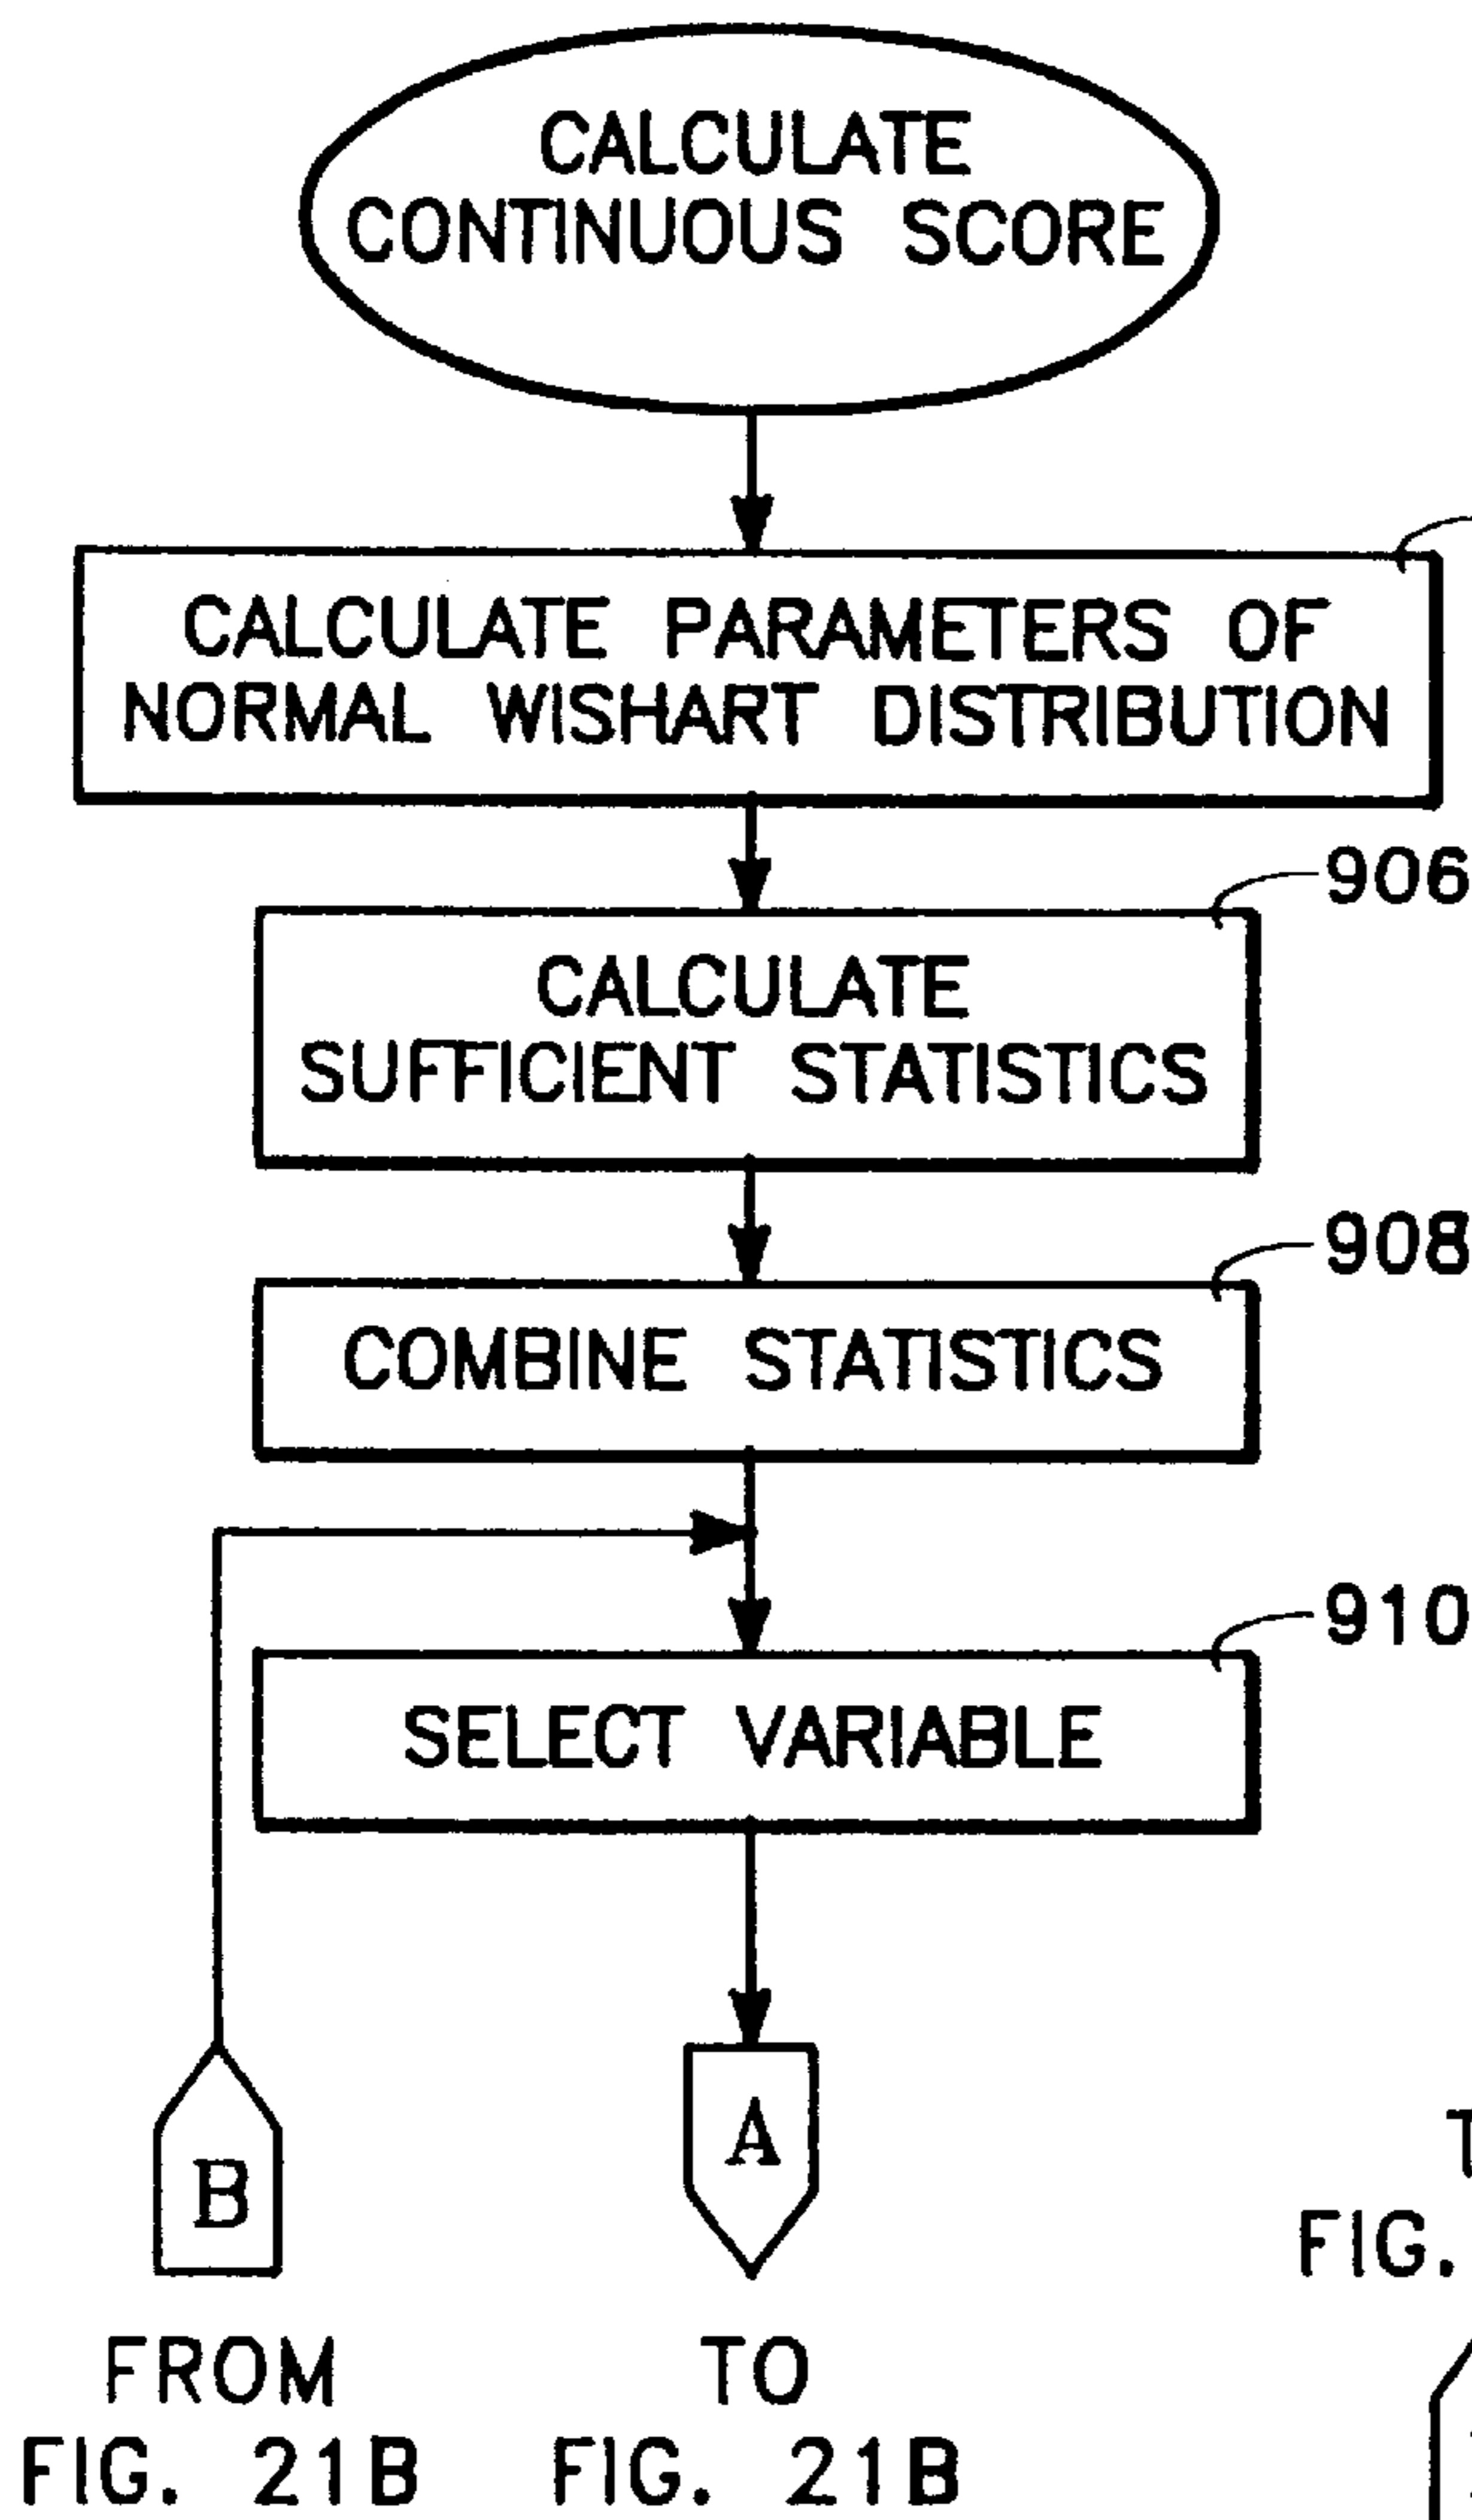 CALCULATE
CONTINUOUS SCORE
CALCULATE PARAMETERS OF
NORMAL WISHART DISTRIBUTION
906
CALCULATE
SUFFICIENT STATISTICS
908
COMBINE STATISTICS
910
SELECT VARIABLE
A
B
FIG.
FROM
FIG. 21B
TO
FIG. 21B